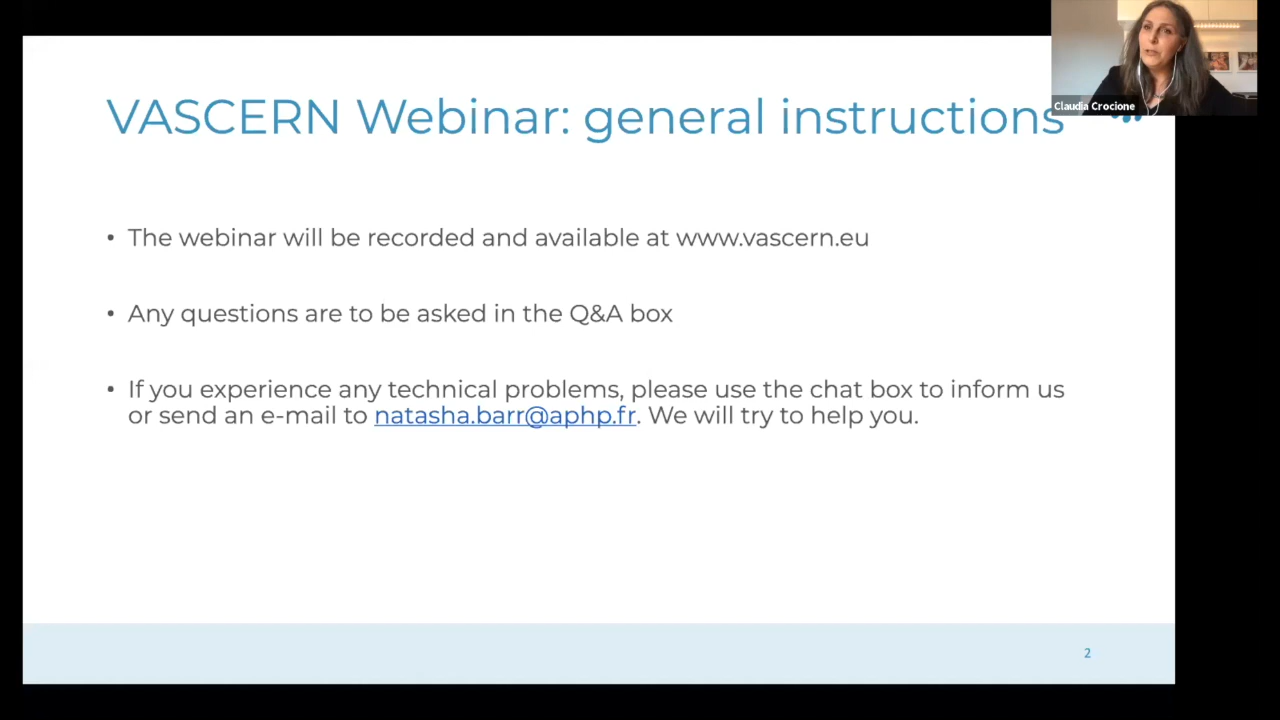 VASCERN Webinar: general instructions
Claudia Crocione
• The webinar will be recorded and available at www.vascern.eu
• Any questions are to be asked in the Q&A box
• If you experience any technical problems, please use the chat box to inform us
or send an e-mail to natasha.barr@aphp.fr. We will try to help you.
2